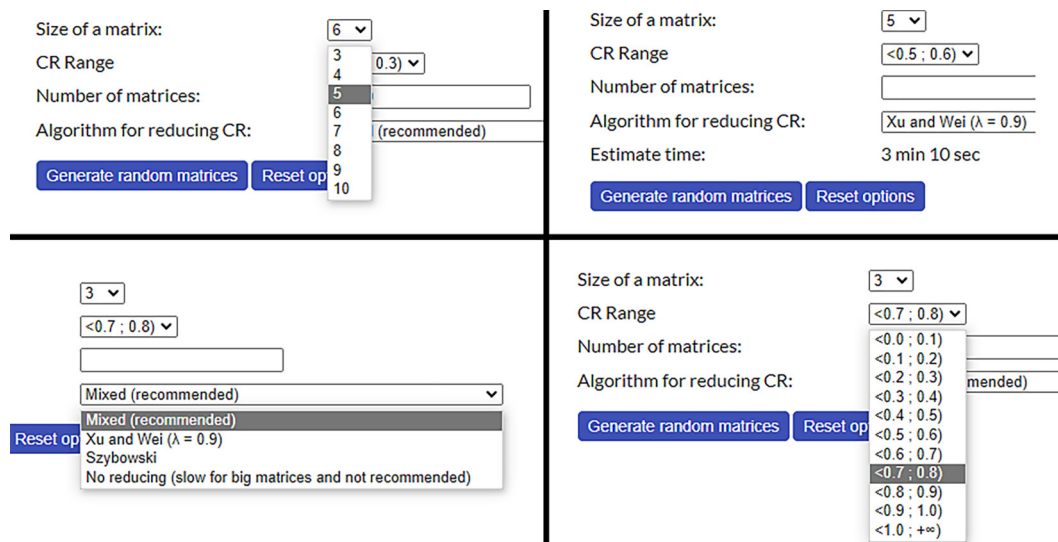 Size of a matrix: 6
3
CR Range 0.3)
4
Number of matrices: 5
6
Algorithm for reducing CR: 7 (recommended)
8
Generate random matrices Reset op 9
10
Size of a matrix: 5
CR Range <0.5 ; 0.6)
Number of matrices:
Algorithm for reducing CR: Xu and Wei (λ = 0.9)
Estimate time: 3 min 10 sec
Generate random matrices Reset options
3
<0.7 ; 0.8)
Mixed (recommended)
Mixed (recommended)
Reset op Xu and Wei (λ = 0.9)
Szybowski
No reducing (slow for big matrices and not recommended)
Size of a matrix: 3
CR Range <0.7 ; 0.8)
<0.0 ; 0.1)
Number of matrices: <0.1 ; 0.2)
<0.2 ; 0.3)
Algorithm for reducing CR: <0.3 ; 0.4) mended)
<0.4 ; 0.5)
Generate random matrices Reset op <0.5 ; 0.6)
<0.6 ; 0.7)
<0.7 ; 0.8)
<0.8 ; 0.9)
<0.9 ; 1.0)
<1.0 ; +∞)